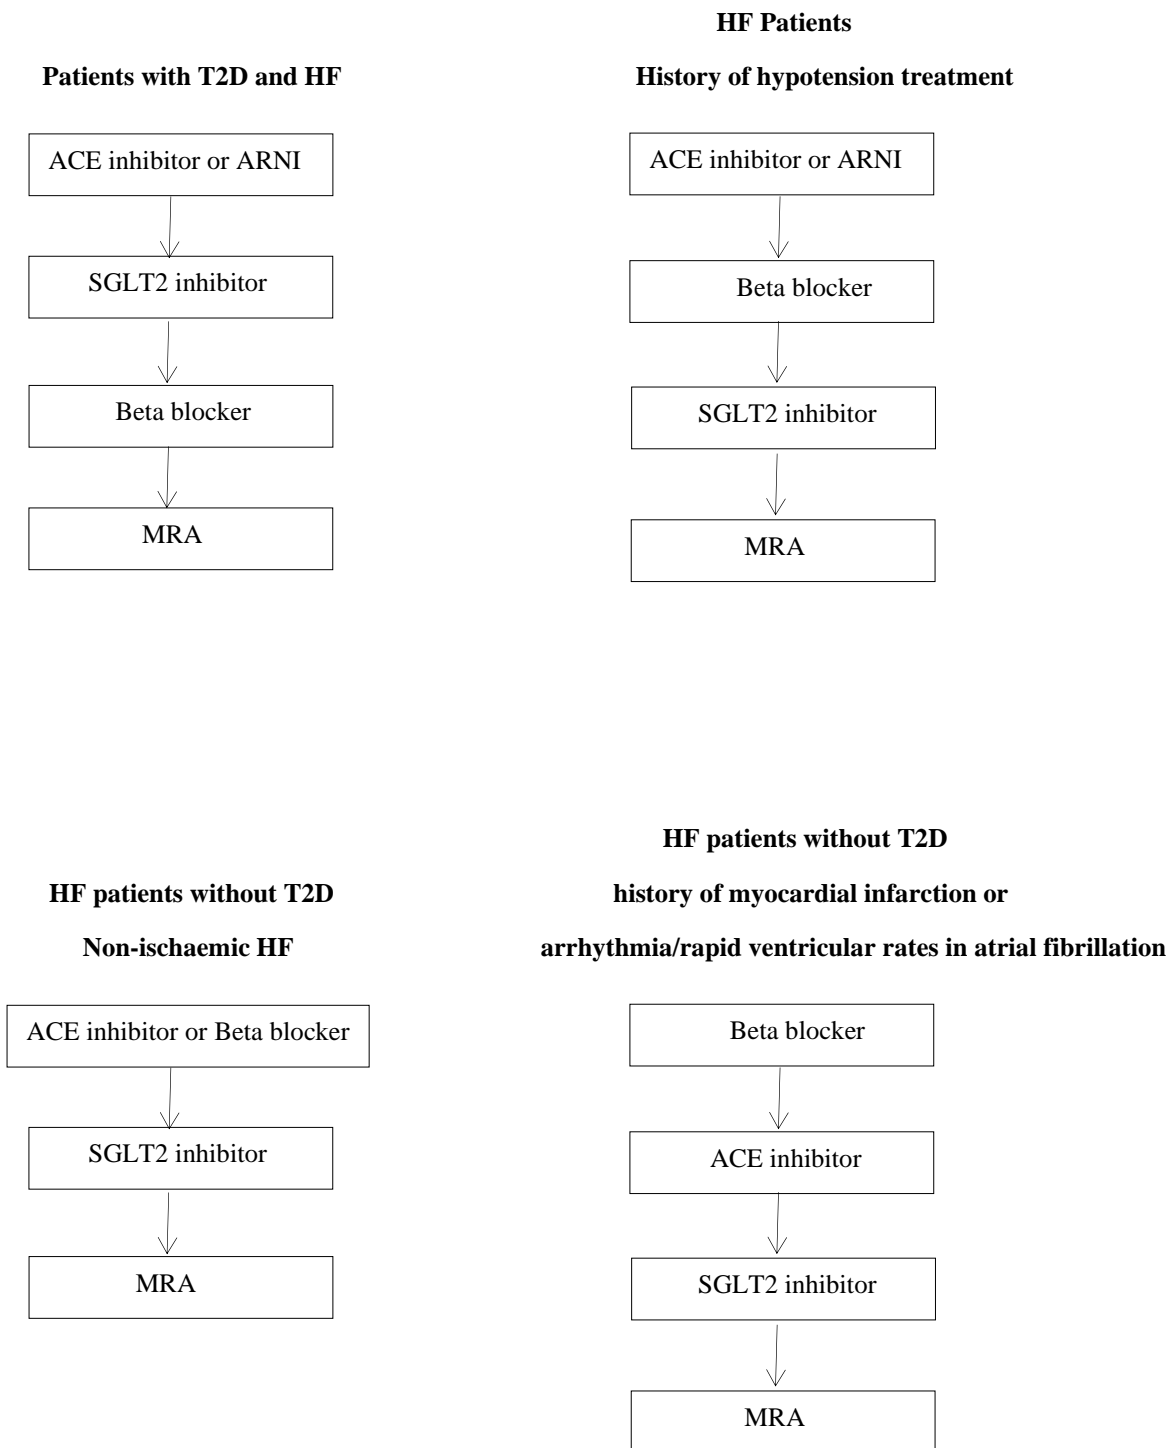 Patients with T2D and HF
ACE inhibitor or ARNI
SGLT2 inhibitor
Beta blocker
MRA
HF Patients
History of hypotension treatment
ACE inhibitor or ARNI
Beta blocker
SGLT2 inhibitor
MRA
HF patients without T2D
Non-ischaemic HF
ACE inhibitor or Beta blocker
SGLT2 inhibitor
MRA
HF patients without T2D
history of myocardial infarction or
arrhythmia/rapid ventricular rates in atrial fibrillation
Beta blocker
ACE inhibitor
SGLT2 inhibitor
MRA